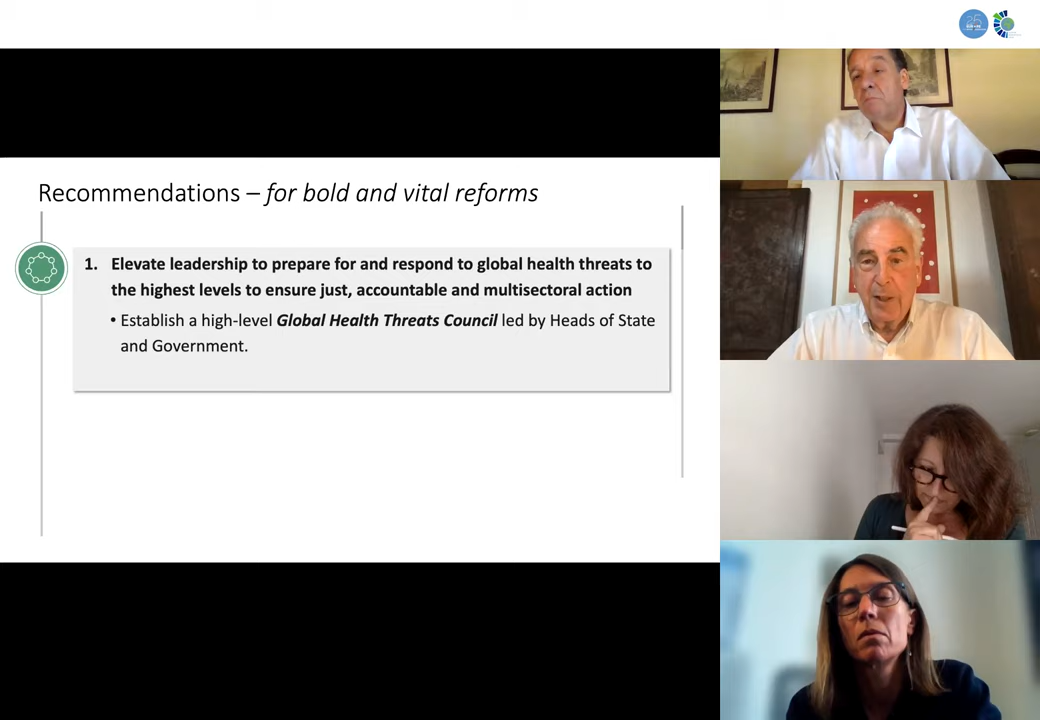 Recommendations – for bold and vital reforms
1. Elevate leadership to prepare for and respond to global health threats to
the highest levels to ensure just, accountable and multisectoral action
• Establish a high-level Global Health Threats Council led by Heads of State
and Government.